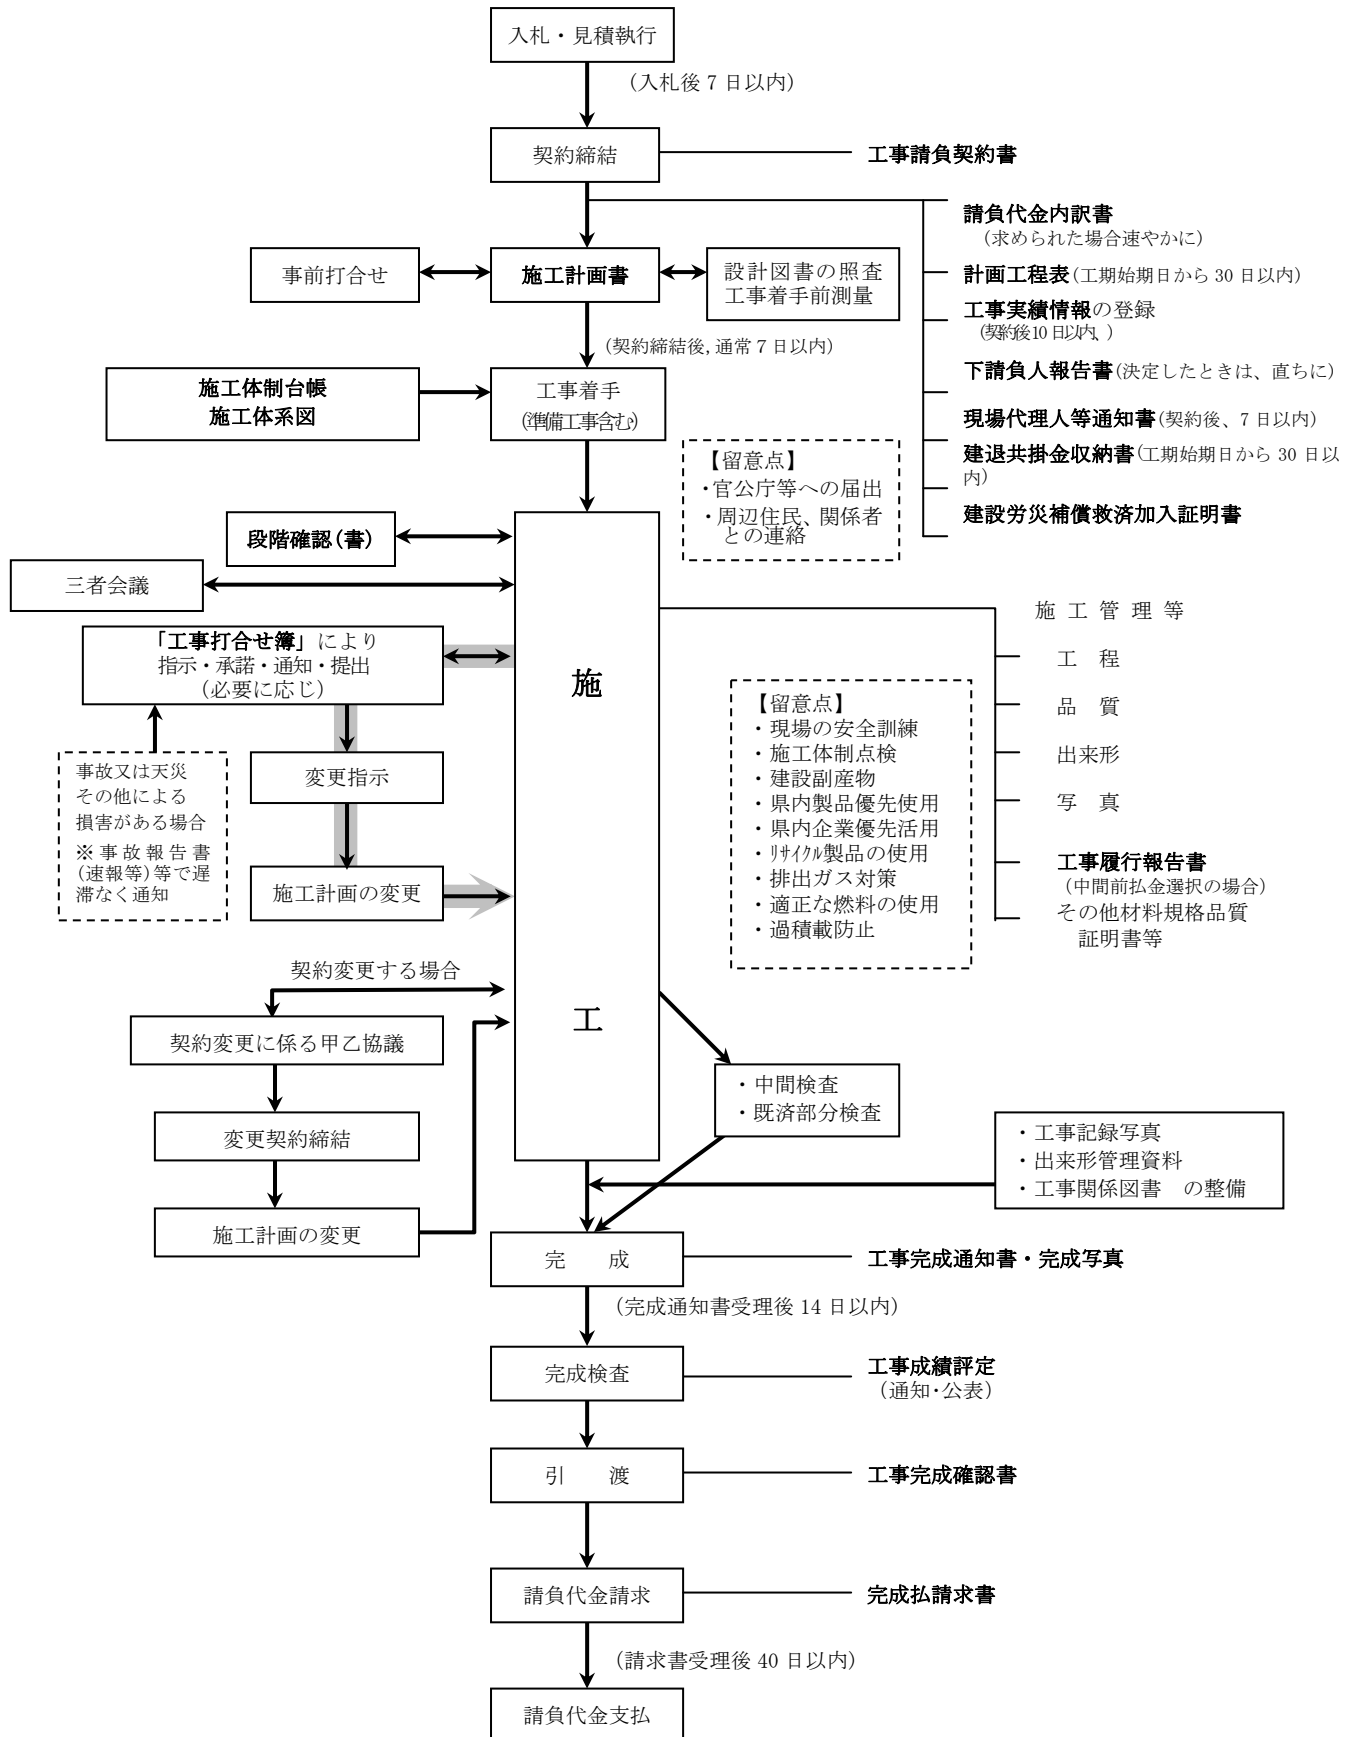 入札・見積執行
(入札後 7 日以内)
契約締結
工事請負契約書
請負代金内訳書
(求められた場合速やかに)
事前打合せ
施工計画書
設計図書の照査
工事着手前測量
計画工程表(工期始期日から 30 日以内)
工事実績情報の登録
(契約後10日以内、)
(契約締結後,通常 7 日以内)
下請負人報告書(決定したときは、直ちに)
施工体制台帳
施工体系図
工事着手
(準備工事含む)
現場代理人等通知書(契約後、7 日以内)
建退共掛金収納書(工期始期日から 30 日以
内)
建設労災補償救済加入証明書
【留意点】
・官公庁等への届出
・周辺住民、関係者
との連絡
段階確認(書)
三者会議
「工事打合せ簿」により
指示・承諾・通知・提出
(必要に応じ)
施
工
施 工 管 理 等
工 程
品 質
出来形
写 真
工事履行報告書
(中間前払金選択の場合)
その他材料規格品質
証明書等
【留意点】
・現場の安全訓練
・施工体制点検
・建設副産物
・県内製品優先使用
・県内企業優先活用
・ﾘｻｲｸﾙ製品の使用
・排出ガス対策
・適正な燃料の使用
・過積載防止
事故又は天災
その他による
損害がある場合
※事故報告書
(速報等)等で遅
滞なく通知
変更指示
施工計画の変更
契約変更する場合
契約変更に係る甲乙協議
変更契約締結
施工計画の変更
・中間検査
・既済部分検査
・工事記録写真
・出来形管理資料
・工事関係図書 の整備
完 成
工事完成通知書・完成写真
(完成通知書受理後 14 日以内)
完成検査
工事成績評定
(通知・公表)
引 渡
工事完成確認書
請負代金請求
完成払請求書
(請求書受理後 40 日以内)
請負代金支払